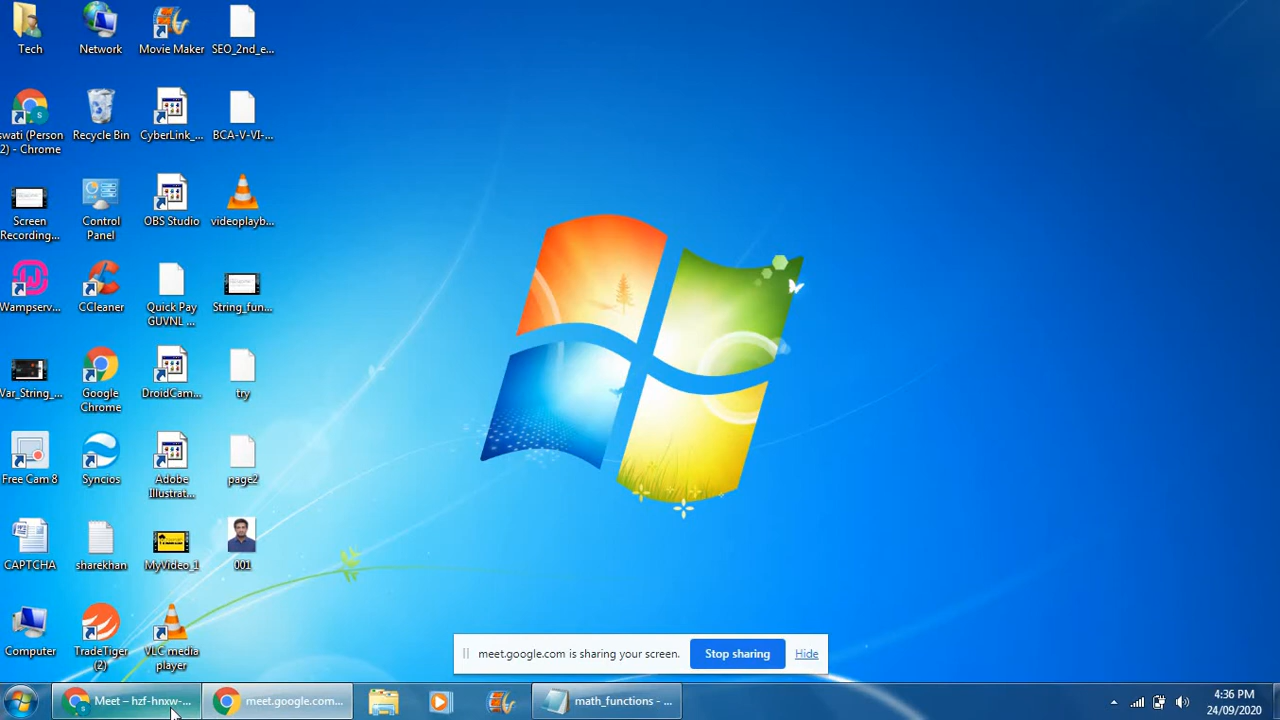 Tech
Network
Movie Maker
SEO_2nd_e...
swati (Person
2) - Chrome
Recycle Bin
CyberLink_...
BCA-V-VI-...
Screen
Recording...
Control
Panel
OBS Studio
videoplayb...
Wampserv...
CCleaner
Quick Pay
GUVNL ...
String_fun...
Var_String_...
Google
Chrome
DroidCam...
try
Free Cam 8
Syncios
Adobe
Illustrat...
page2
CAPTCHA
sharekhan
MyVideo_1
001
Computer
TradeTiger
(2)
VLC media
player
meet.google.com is sharing your screen.
Stop sharing
Hide
Meet – hzf-hnxw-...
meet.google.com...
math_functions - ...
4:36 PM
24/09/2020